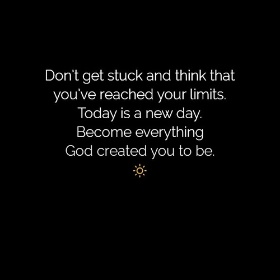 Don't get stuck and think that
you've reached your limits.
Today is a new day.
Become everything
God created you to be.